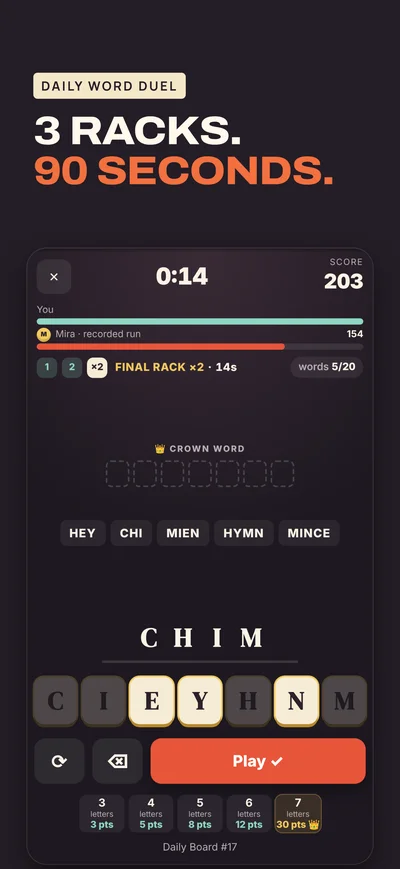 DAILY WORD DUEL
3 RACKS.
90 SECONDS.
× 0:14 SCORE
203
You
M Mira · recorded run 154
1 2 ×2 FINAL RACK ×2 · 14s words 5/20
👑 CROWN WORD
HEY CHI MIEN HYMN MINCE
C H I M
C I E Y H N M
Play ✓
3 4 5 6 7
letters letters letters letters letters
3 pts 5 pts 8 pts 12 pts 30 pts 👑
Daily Board #17